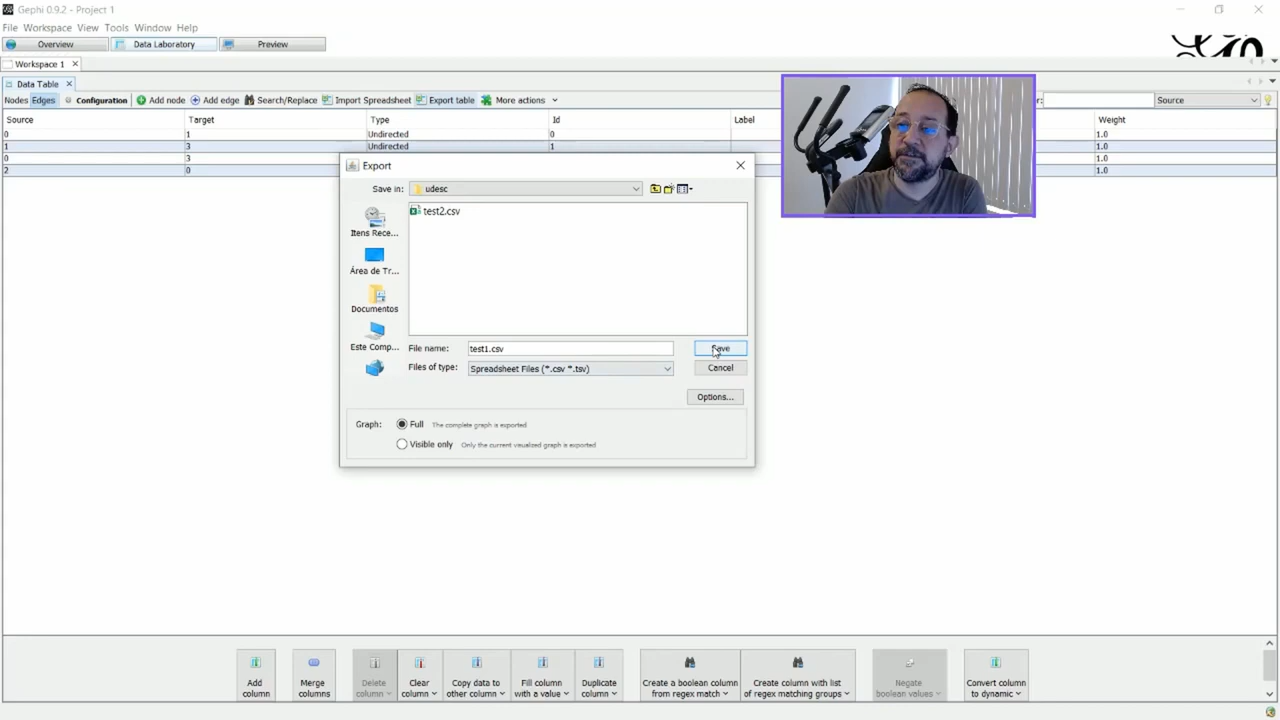 Gephi 0.9.2 - Project 1
File Workspace View Tools Window Help
Overview Data Laboratory Preview
Workspace 1
Data Table
Nodes Edges Configuration Add node Add edge Search/Replace Import Spreadsheet Export table More actions Source
Source Target Type Id Label Weight
0 1 Undirected 0 1.0
1 3 Undirected 1 1.0
0 3 1.0
2 0 1.0
Export
Save in: udesc
test2.csv
Itens Rece...
Área de Tr...
Documentos
Este Comp...
File name: test1.csv Save
Files of type: Spreadsheet Files (*.csv *.tsv) Cancel
Options...
Graph: Full The complete graph is exported
Visible only Only the current visualized graph is exported
Add column
Merge columns
Delete column
Clear column
Copy data to other column
Fill column with a value
Duplicate column
Create a boolean column from regex match
Create column with list of regex matching groups
Negate boolean values
Convert column to dynamic